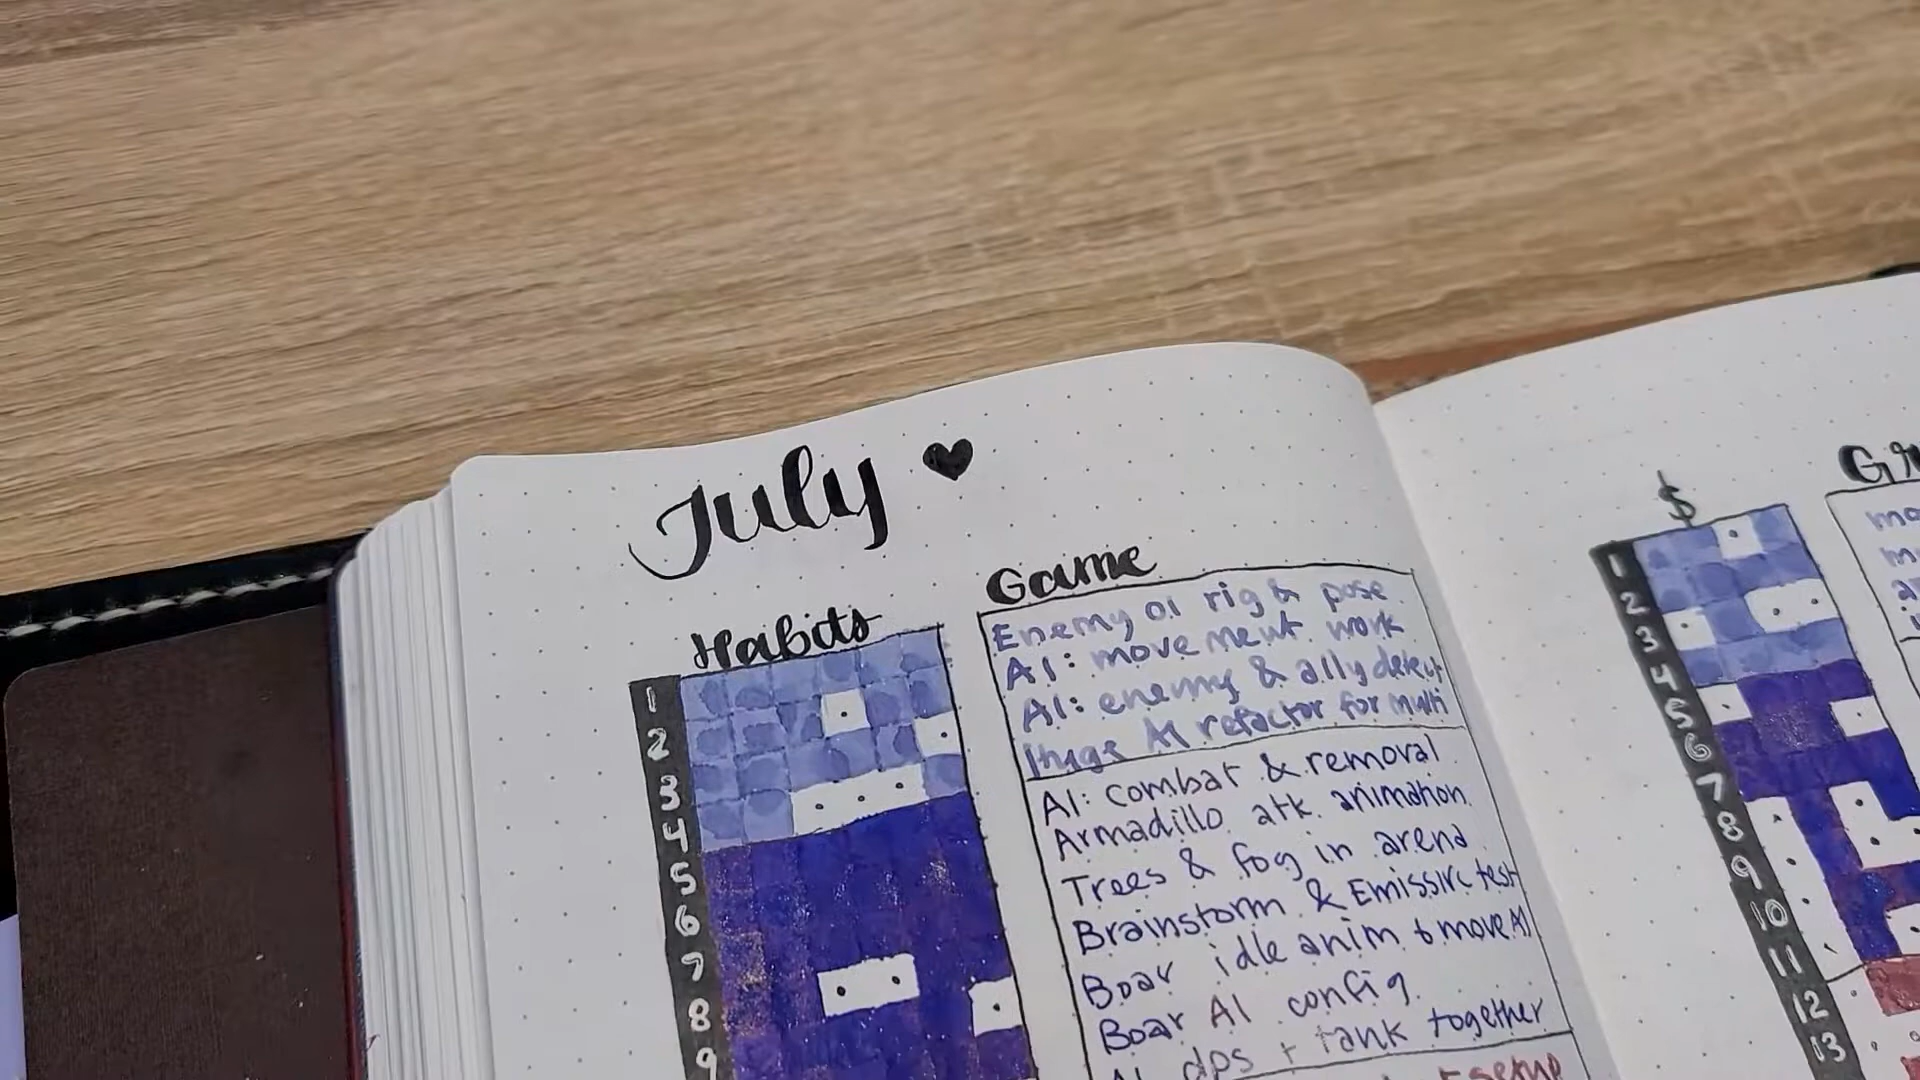 July ♥
Habits
1
2
3
4
5
6
7
8
9
Game
Enemy 01 rig & pose
AI: movement work
AI: enemy & ally detect
Huge AI refactor for multi
AI: combat & removal
Armadillo atk animation
Trees & fog in arena
Brainstorm & Emissive test
Boar idle anim & move AI
Boar AI config
AI dps + tank together
$
1
2
3
4
5
6
7
8
9
10
11
12
13